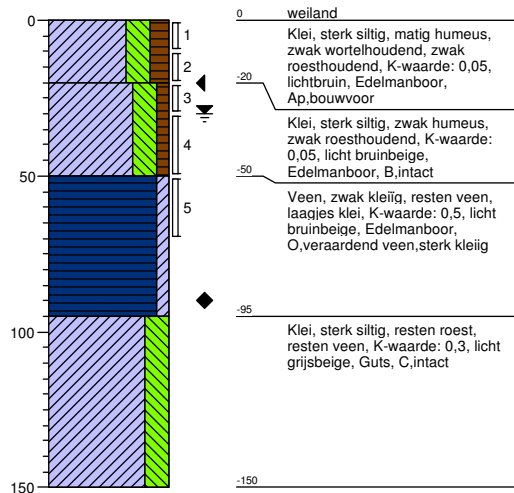 0
50
100
150
1
2
3
4
5
0
weiland
Klei, sterk siltig, matig humeus,
zwak wortelhoudend, zwak
roesthoudend, K-waarde: 0,05,
lichtbruin, Edelmanboor,
Ap,bouwvoor
-20
Klei, sterk siltig, zwak humeus,
zwak roesthoudend, K-waarde:
0,05, licht bruinbeige,
Edelmanboor, B,intact
-50
Veen, zwak kleiïg, resten veen,
laagjes klei, K-waarde: 0,5, licht
bruinbeige, Edelmanboor,
O,veraardend veen,sterk kleiig
-95
Klei, sterk siltig, resten roest,
resten veen, K-waarde: 0,3, licht
grijsbeige, Guts, C,intact
-150